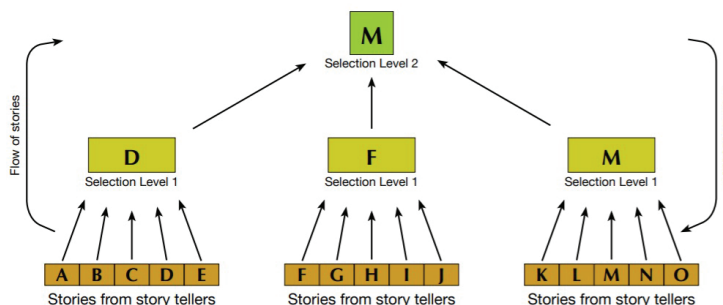 M
Selection Level 2
Flow of stories
D F M
Selection Level 1 Selection Level 1 Selection Level 1
A B C D E F G H I J K L M N O
Stories from story tellers Stories from story tellers Stories from story tellers